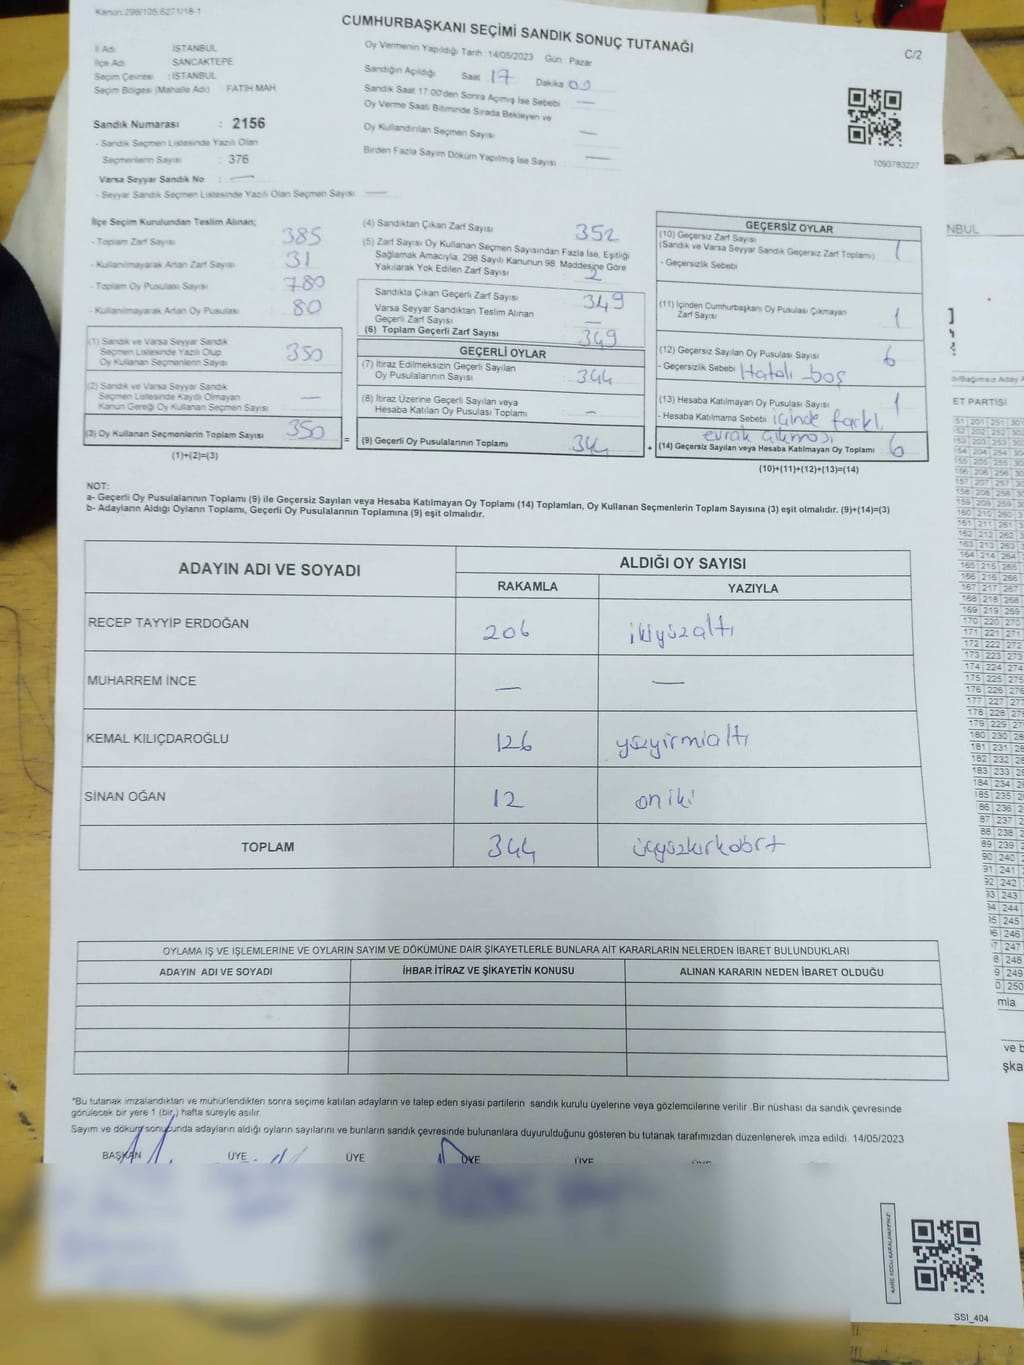 Kanun:298/105.6271/18-1
CUMHURBAŞKANI SEÇİMİ SANDIK SONUÇ TUTANAĞI
C/2
İl Adı İSTANBUL
İlçe Adı SANCAKTEPE
Seçim Çevresi : İSTANBUL
Seçim Bölgesi (Mahalle Adı) FATİH MAH
Sandık Numarası : 2156
- Sandık Seçmen Listesinde Yazılı Olan
Seçmenlerin Sayısı : 376
Varsa Seyyar Sandık No : —
- Seyyar Sandık Seçmen Listesinde Yazılı Olan Seçmen Sayısı —
Oy Vermenin Yapıldığı Tarih :14/05/2023 Gün : Pazar
Sandığın Açıldığı Saat 17 Dakika 00
Sandık Saat 17:00'den Sonra Açımış İse Sebebi —
Oy Verme Saati Bitiminde Sırada Bekleyen ve
Oy Kullandırılan Seçmen Sayısı —
Birden Fazla Sayım Döküm Yapılmış İse Sayısı —
1093783227
İlçe Seçim Kurulundan Teslim Alınan;
- Toplam Zarf Sayısı 385
- Kullanılmayarak Artan Zarf Sayısı 31
- Toplam Oy Pusulası Sayısı 780
- Kullanılmayarak Artan Oy Pusulası 80
(1) Sandık ve Varsa Seyyar Sandık
Seçmen Listesinde Yazılı Olup
Oy Kullanan Seçmenlerin Sayısı 350
(2) Sandık ve Varsa Seyyar Sandık
Seçmen Listesinde Kayıtlı Olmayan
Kanun Gereği Oy Kullanan Seçmen Sayısı —
(3) Oy Kullanan Seçmenlerin Toplam Sayısı 350 =
(1)+(2)=(3)
(4) Sandıktan Çıkan Zarf Sayısı 352
(5) Zarf Sayısı Oy Kullanan Seçmen Sayısından Fazla İse, Eşitliği
Sağlamak Amacıyla, 298 Sayılı Kanunun 98. Maddesine Göre
Yakılarak Yok Edilen Zarf Sayısı 2
Sandıkta Çıkan Geçerli Zarf Sayısı 349
Varsa Seyyar Sandıktan Teslim Alınan
Geçerli Zarf Sayısı —
(6) Toplam Geçerli Zarf Sayısı 349
GEÇERLİ OYLAR
(7) İtiraz Edilmeksizin Geçerli Sayılan
Oy Pusulalarının Sayısı 344
(8) İtiraz Üzerine Geçerli Sayılan veya
Hesaba Katılan Oy Pusulası Toplamı —
(9) Geçerli Oy Pusulalarının Toplamı 344 +
GEÇERSİZ OYLAR
(10) Geçersiz Zarf Sayısı
(Sandık ve Varsa Seyyar Sandık Geçersiz Zarf Toplamı) 1
- Geçersizlik Sebebi
(11) İçinden Cumhurbaşkanı Oy Pusulası Çıkmayan
Zarf Sayısı 1
(12) Geçersiz Sayılan Oy Pusulası Sayısı 6
- Geçersizlik Sebebi Hatalı - boş
(13) Hesaba Katılmayan Oy Pusulası Sayısı 1
- Hesaba Katılmama Sebebi içinde farklı
evrak çıkması
(14) Geçersiz Sayılan veya Hesaba Katılmayan Oy Toplamı 6
(10)+(11)+(12)+(13)=(14)
NOT:
a- Geçerli Oy Pusulalarının Toplamı (9) ile Geçersiz Sayılan veya Hesaba Katılmayan Oy Toplamı (14) Toplamları, Oy Kullanan Seçmenlerin Toplam Sayısına (3) eşit olmalıdır. (9)+(14)=(3)
b- Adayların Aldığı Oyların Toplamı, Geçerli Oy Pusulalarının Toplamına (9) eşit olmalıdır.
ADAYIN ADI VE SOYADI ALDIĞI OY SAYISI
RAKAMLA YAZIYLA
RECEP TAYYİP ERDOĞAN 206 ikiyüzaltı
MUHARREM İNCE — —
KEMAL KILIÇDAROĞLU 126 yüzyirmialtı
SİNAN OĞAN 12 oniki
TOPLAM 344 üçyüzkırkdört
OYLAMA İŞ VE İŞLEMLERİNE VE OYLARIN SAYIM VE DÖKÜMÜNE DAİR ŞİKAYETLERLE BUNLARA AİT KARARLARIN NELERDEN İBARET BULUNDUKLARI
ADAYIN ADI VE SOYADI İHBAR İTİRAZ VE ŞİKAYETİN KONUSU ALINAN KARARIN NEDEN İBARET OLDUĞU
*Bu tutanak imzalandıktan ve mühürlendikten sonra seçime katılan adayların ve talep eden siyasi partilerin sandık kurulu üyelerine veya gözlemcilerine verilir. Bir nüshası da sandık çevresinde
görülecek bir yere 1 (bir) hafta süreyle asılır.
Sayım ve döküm sonucunda adayların aldığı oyların sayılarını ve bunların sandık çevresinde bulunanlara duyurulduğunu gösteren bu tutanak tarafımızdan düzenlenerek imza edildi. 14/05/2023
BAŞKAN ÜYE ÜYE ÜYE ÜYE
SSI_404
NBUL
ET PARTİSİ
mla
ve b
şka